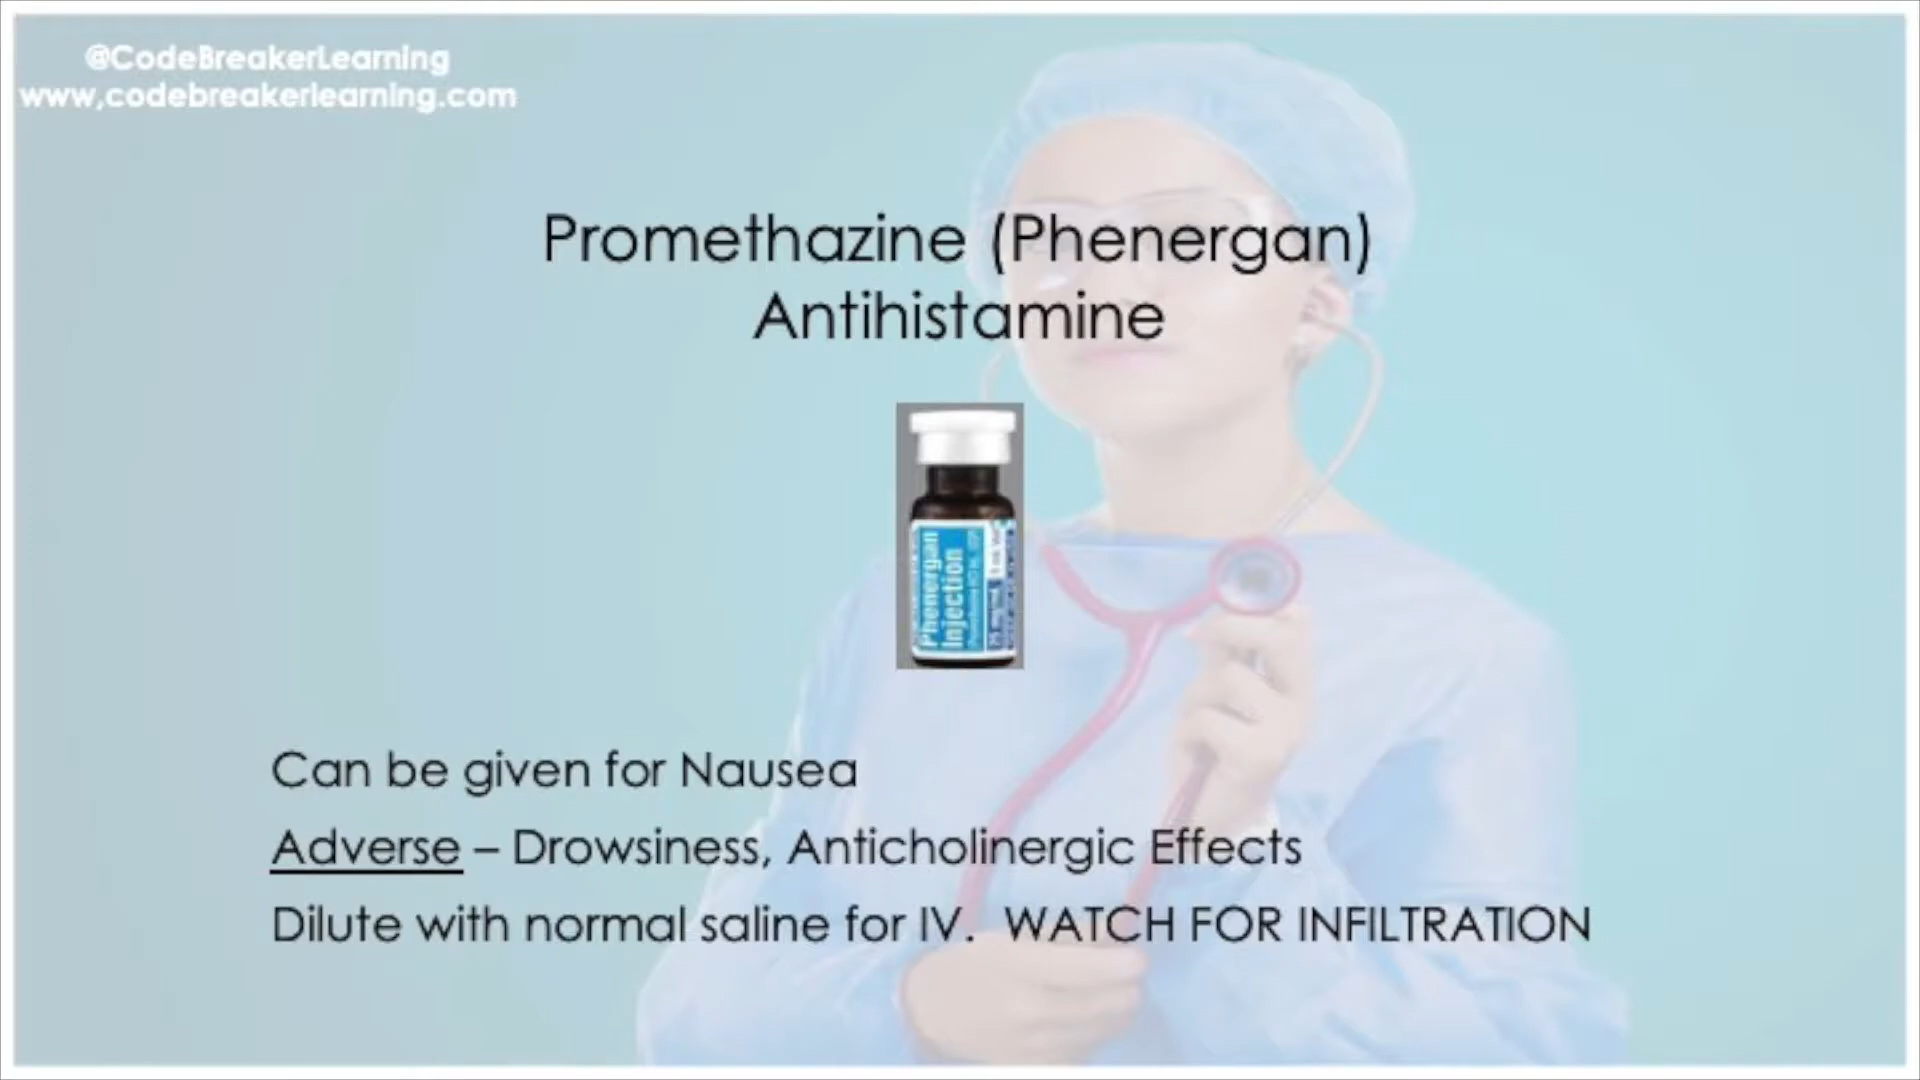 @CodeBreakerLearning
www,codebreakerlearning.com
Promethazine (Phenergan)
Antihistamine
Phenergan
Injection
Can be given for Nausea
Adverse – Drowsiness, Anticholinergic Effects
Dilute with normal saline for IV. WATCH FOR INFILTRATION